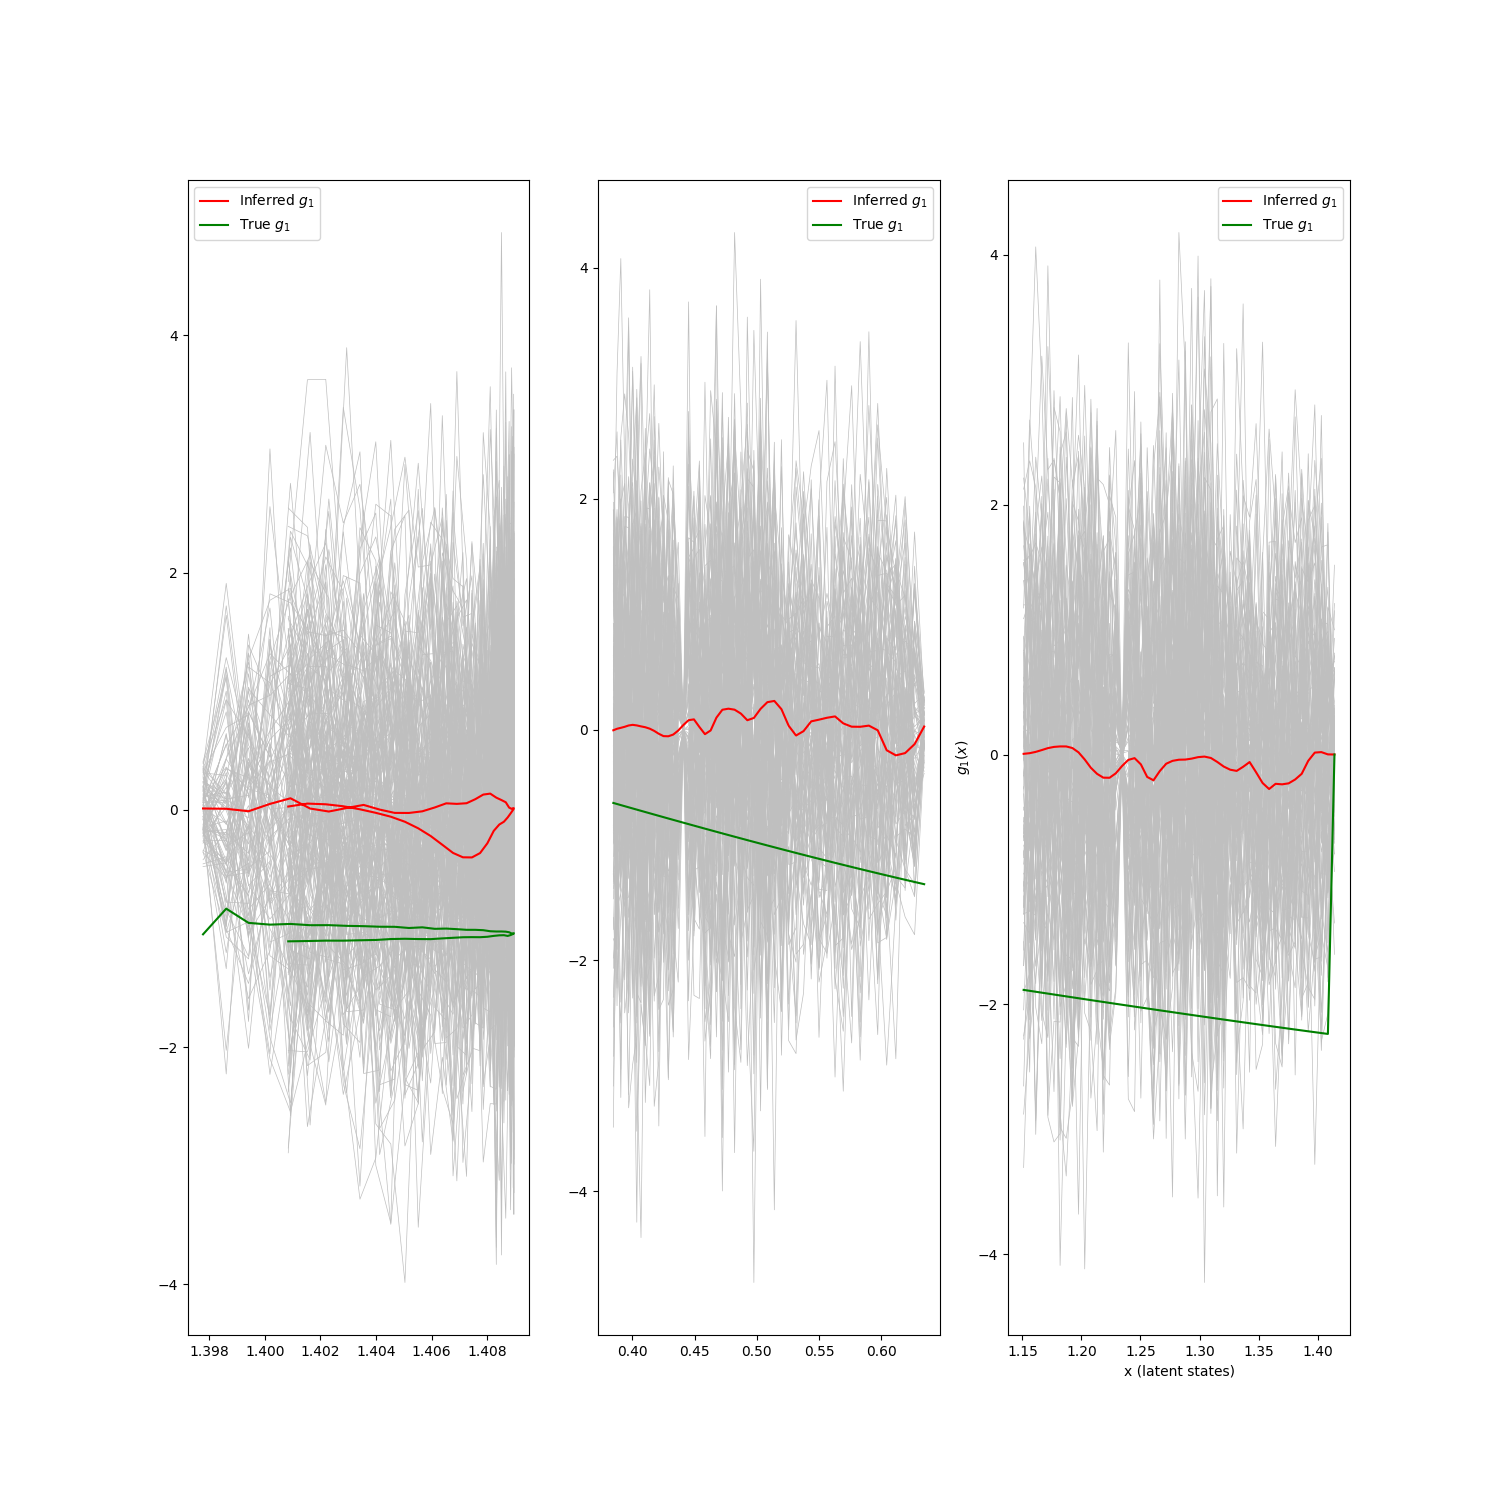 Inferred g₁
True g₁
4
2
0
−2
−4
1.398 1.400 1.402 1.404 1.406 1.408
Inferred g₁
True g₁
4
2
0
−2
−4
0.40 0.45 0.50 0.55 0.60
Inferred g₁
True g₁
g₁(x)
4
2
0
−2
−4
1.15 1.20 1.25 1.30 1.35 1.40
x (latent states)